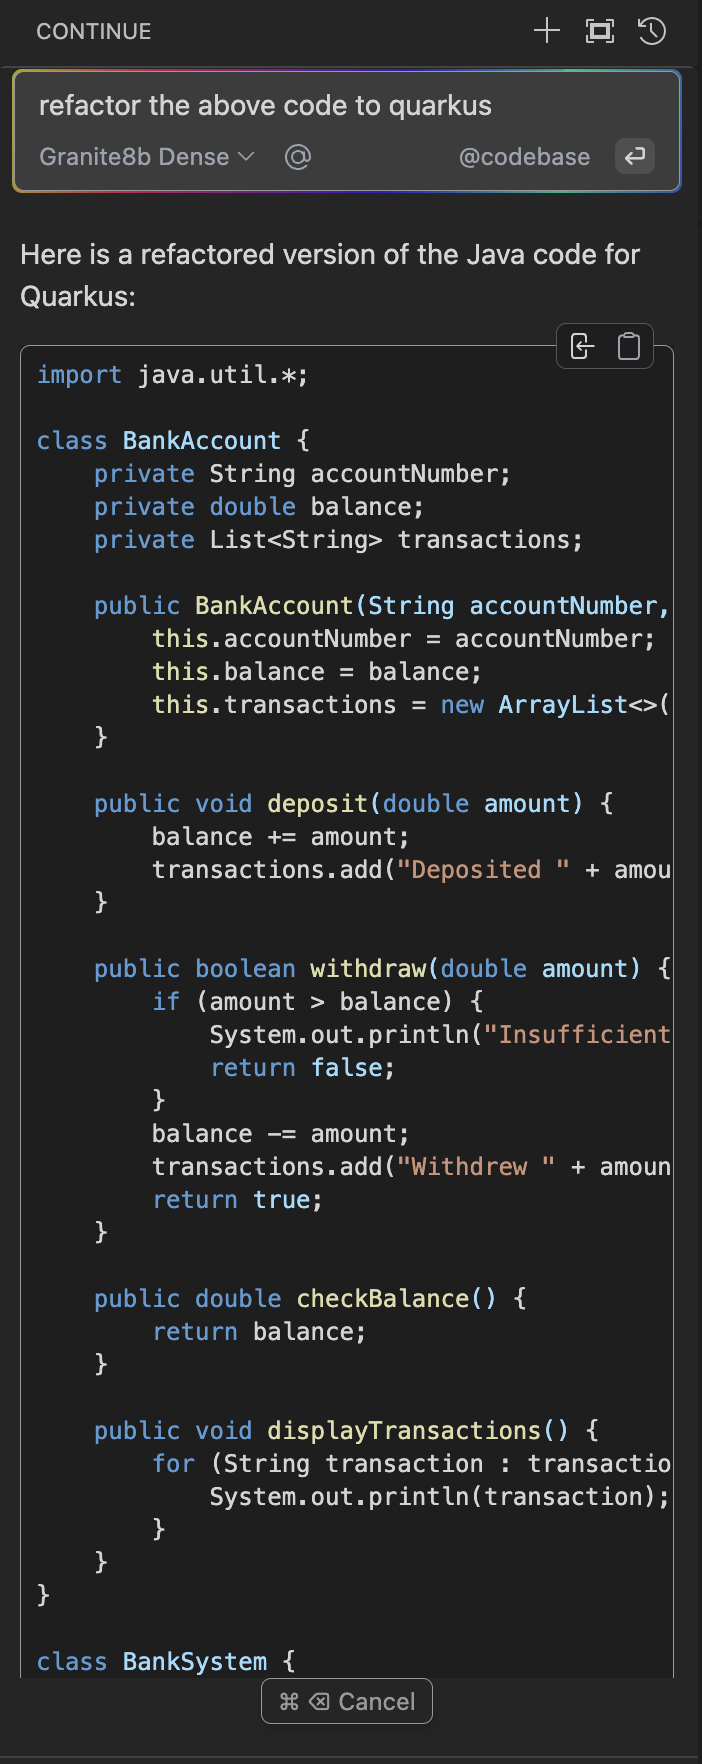 CONTINUE
refactor the above code to quarkus
Granite8b Dense @codebase
Here is a refactored version of the Java code for
Quarkus:
import java.util.*;
class BankAccount {
    private String accountNumber;
    private double balance;
    private List<String> transactions;
    public BankAccount(String accountNumber,
        this.accountNumber = accountNumber;
        this.balance = balance;
        this.transactions = new ArrayList<>(
    }
    public void deposit(double amount) {
        balance += amount;
        transactions.add("Deposited " + amou
    }
    public boolean withdraw(double amount) {
        if (amount > balance) {
            System.out.println("Insufficient
            return false;
        }
        balance -= amount;
        transactions.add("Withdrew " + amoun
        return true;
    }
    public double checkBalance() {
        return balance;
    }
    public void displayTransactions() {
        for (String transaction : transactio
            System.out.println(transaction);
        }
    }
}
class BankSystem {
⌘ ⌫ Cancel